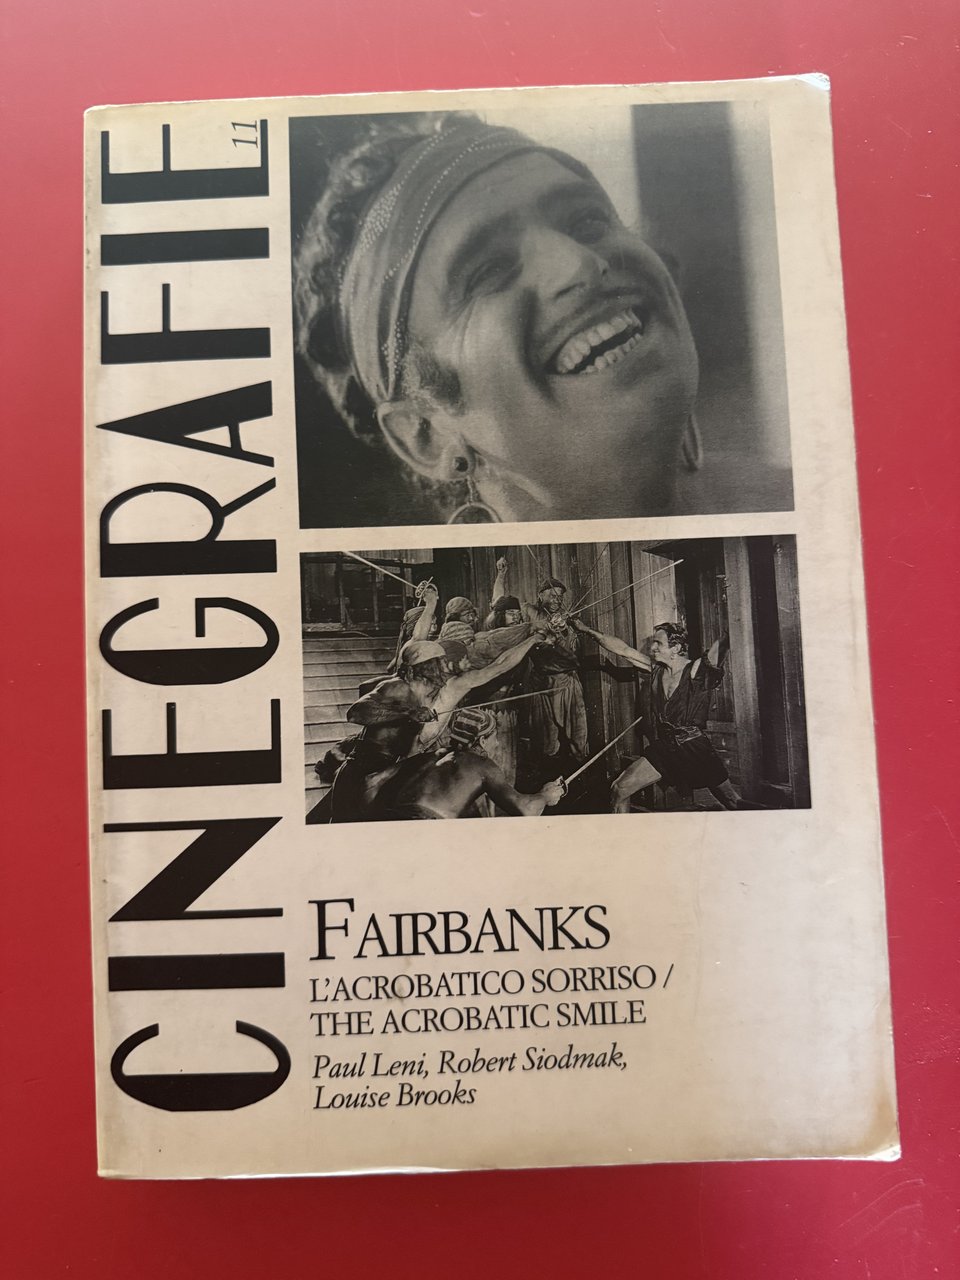 CINEGRAFIE
11
FAIRBANKS
L'ACROBATICO SORRISO /
THE ACROBATIC SMILE
Paul Leni, Robert Siodmak,
Louise Brooks